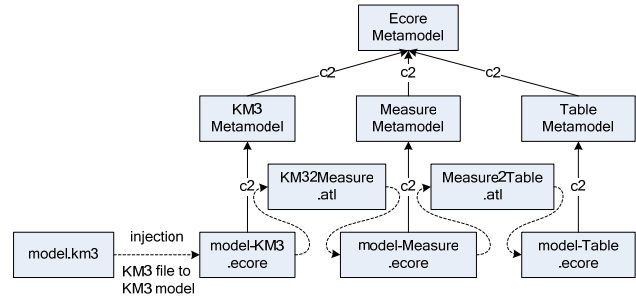 Ecore
Metamodel
c2
c2
c2
KM3
Metamodel
Measure
Metamodel
Table
Metamodel
KM32Measure
.atl
Measure2Table
.atl
c2
c2
c2
injection
model.km3
model-KM3
.ecore
model-Measure
.ecore
model-Table
.ecore
KM3 file to
KM3 model